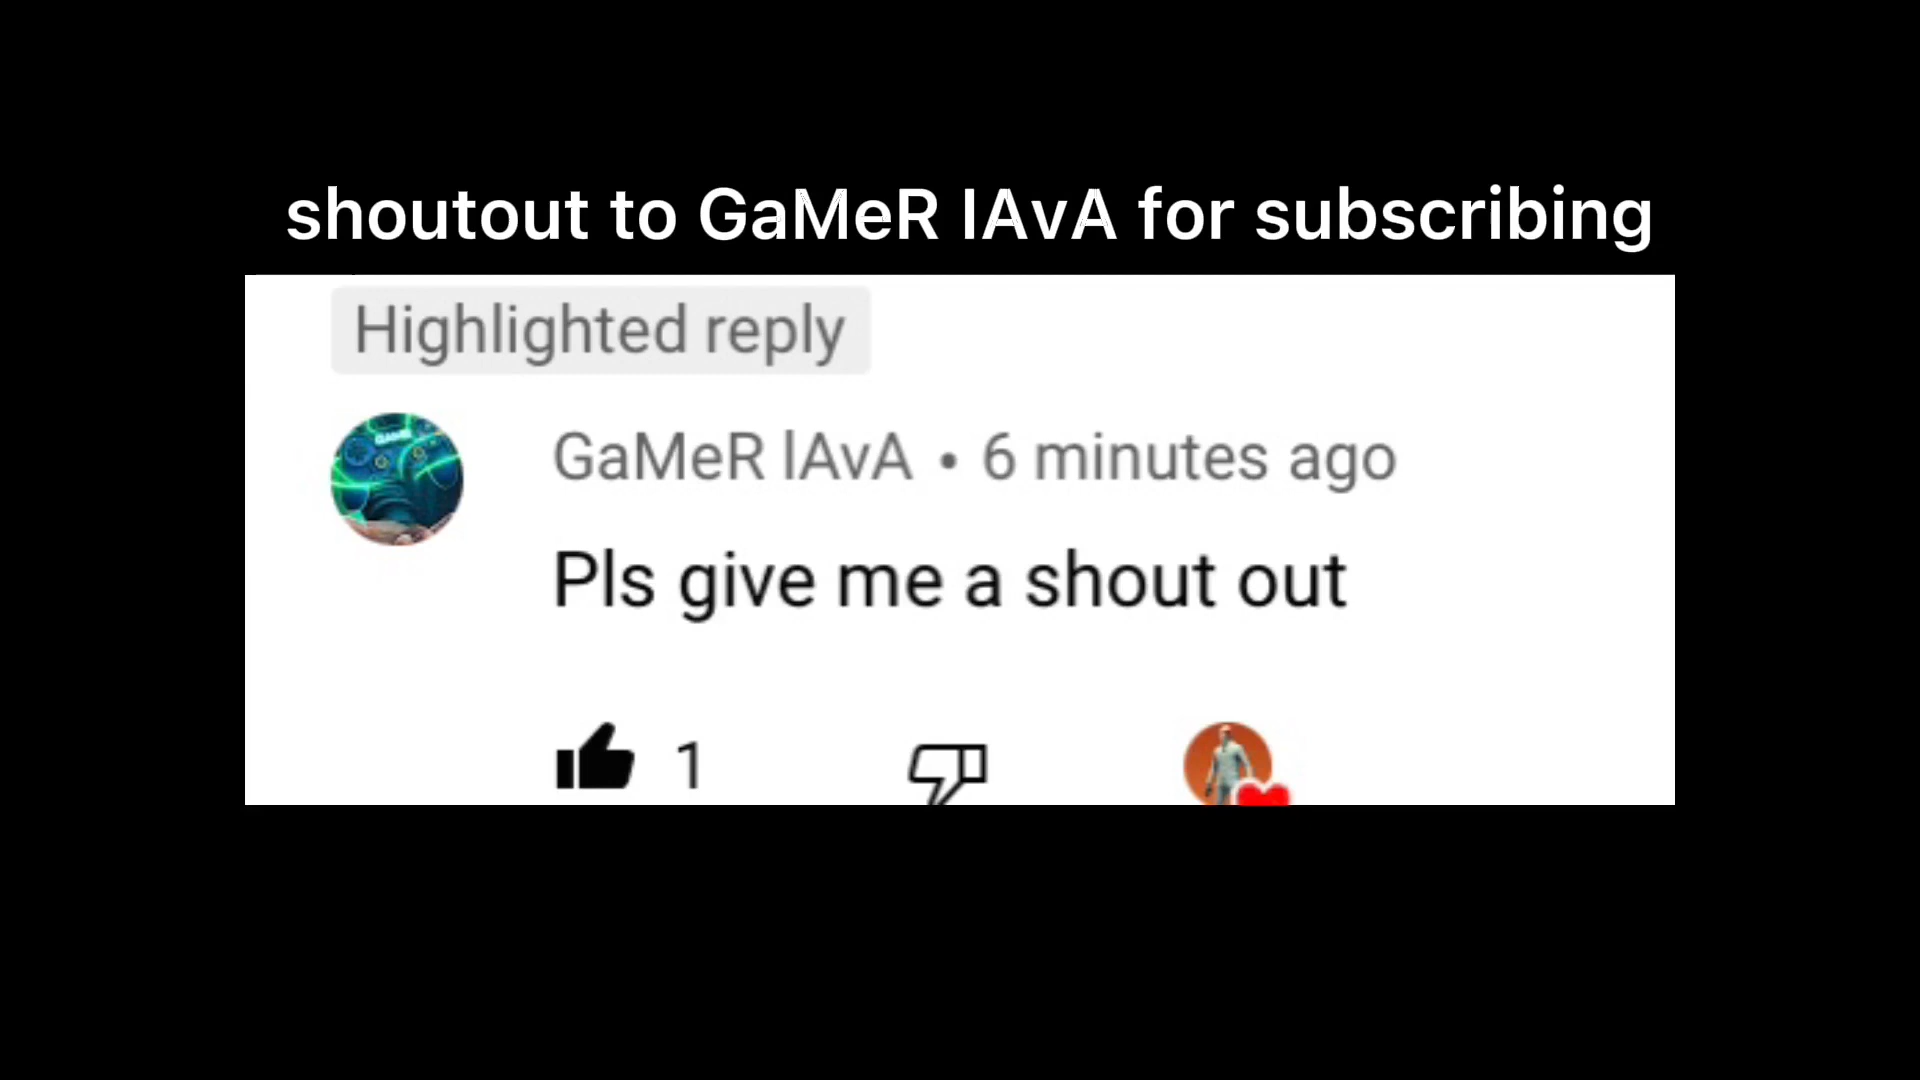 shoutout to GaMeR lAvA for subscribing
Highlighted reply
GaMeR lAvA • 6 minutes ago
Pls give me a shout out
1